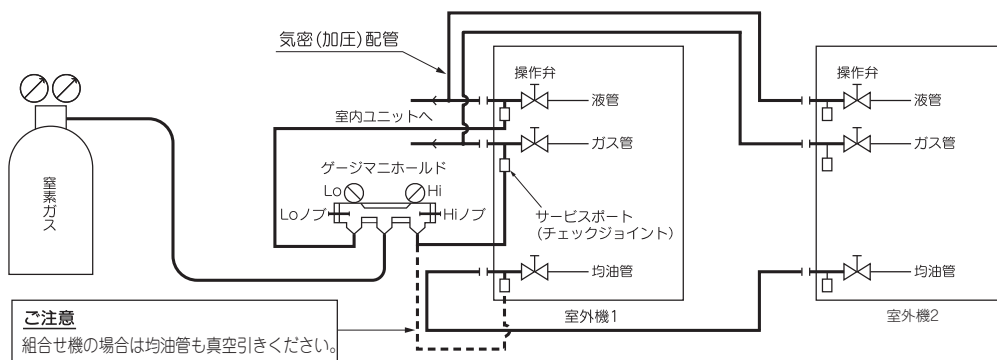 気密(加圧)配管
操作弁
操作弁
液管
液管
室内ユニットへ
ガス管
ガス管
ゲージマニホールド
Lo
Hi
窒素ガス
Loノブ
Hiノブ
サービスポート
(チェックジョイント)
均油管
均油管
室外機1
室外機2
ご注意
組合せ機の場合は均油管も真空引きください。